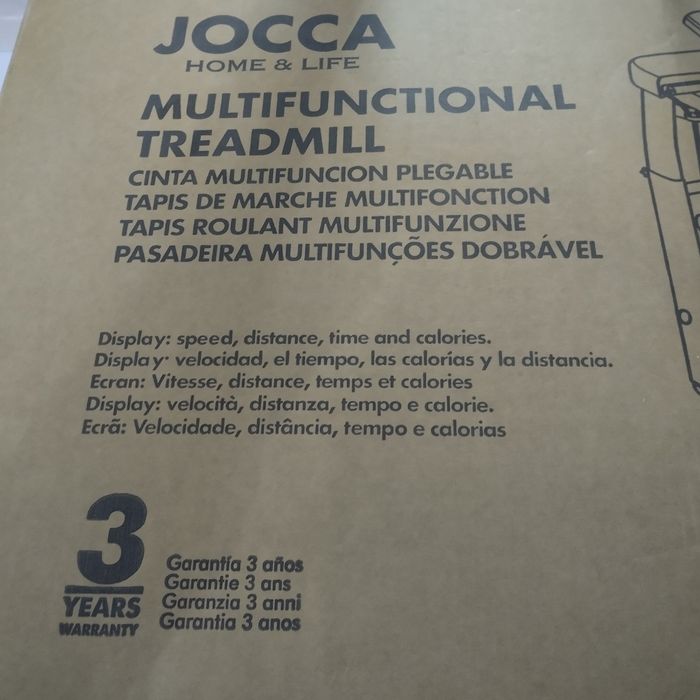 JOCCA
HOME & LIFE
MULTIFUNCTIONAL
TREADMILL
CINTA MULTIFUNCION PLEGABLE
TAPIS DE MARCHE MULTIFONCTION
TAPIS ROULANT MULTIFUNZIONE
PASADEIRA MULTIFUNÇÕES DOBRÁVEL
Display: speed, distance, time and calories.
Display: velocidad, el tiempo, las calorías y la distancia.
Ecran: Vitesse, distance, temps et calories
Display: velocità, distanza, tempo e calorie.
Ecrã: Velocidade, distância, tempo e calorias
3
YEARS
WARRANTY
Garantía 3 años
Garantie 3 ans
Garanzia 3 anni
Garantia 3 anos